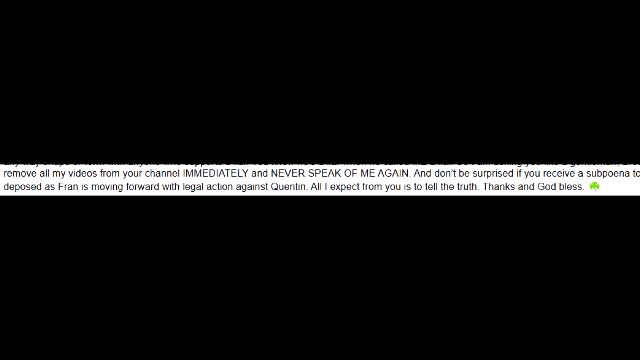 remove all my videos from your channel IMMEDIATELY and NEVER SPEAK OF ME AGAIN. And don't be surprised if you receive a subpoena to
deposed as Fran is moving forward with legal action against Quentin. All I expect from you is to tell the truth. Thanks and God bless. ☘